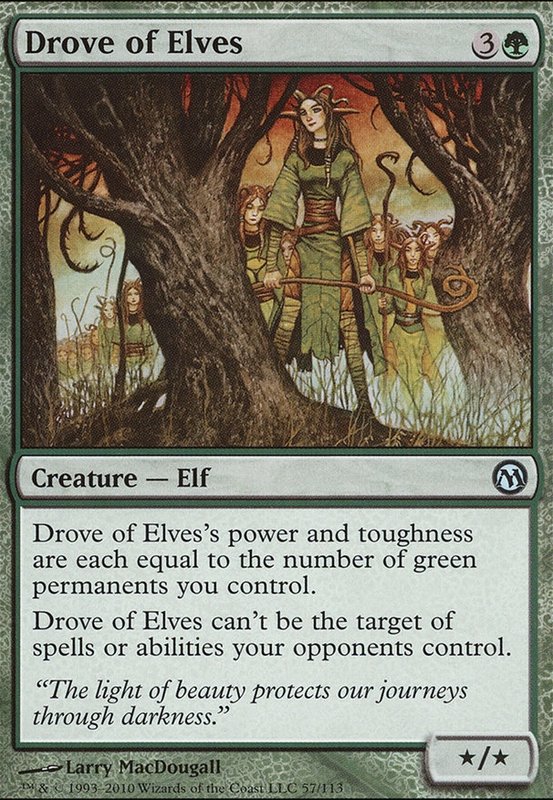 Drove of Elves 3
Creature — Elf
Drove of Elves's power and toughness
are each equal to the number of green
permanents you control.
Drove of Elves can't be the target of
spells or abilities your opponents control.
“The light of beauty protects our journeys
through darkness.”
★/★
Larry MacDougall
™ & © 1993–2010 Wizards of the Coast LLC 57/113